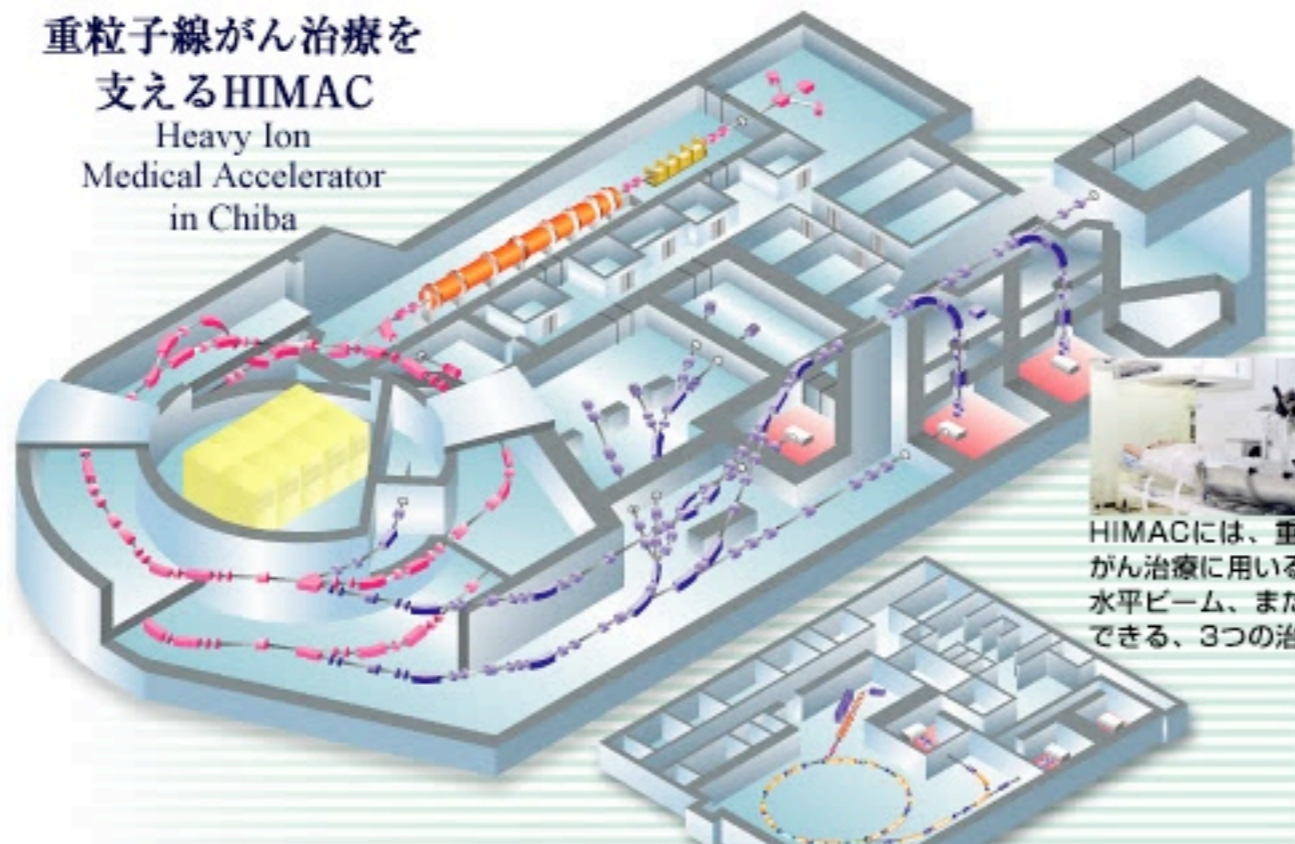 重粒子線がん治療を
支えるHIMAC
Heavy Ion
Medical Accelerator
in Chiba
HIMACには、重
がん治療に用いる
水平ビーム、また
できる、3つの治